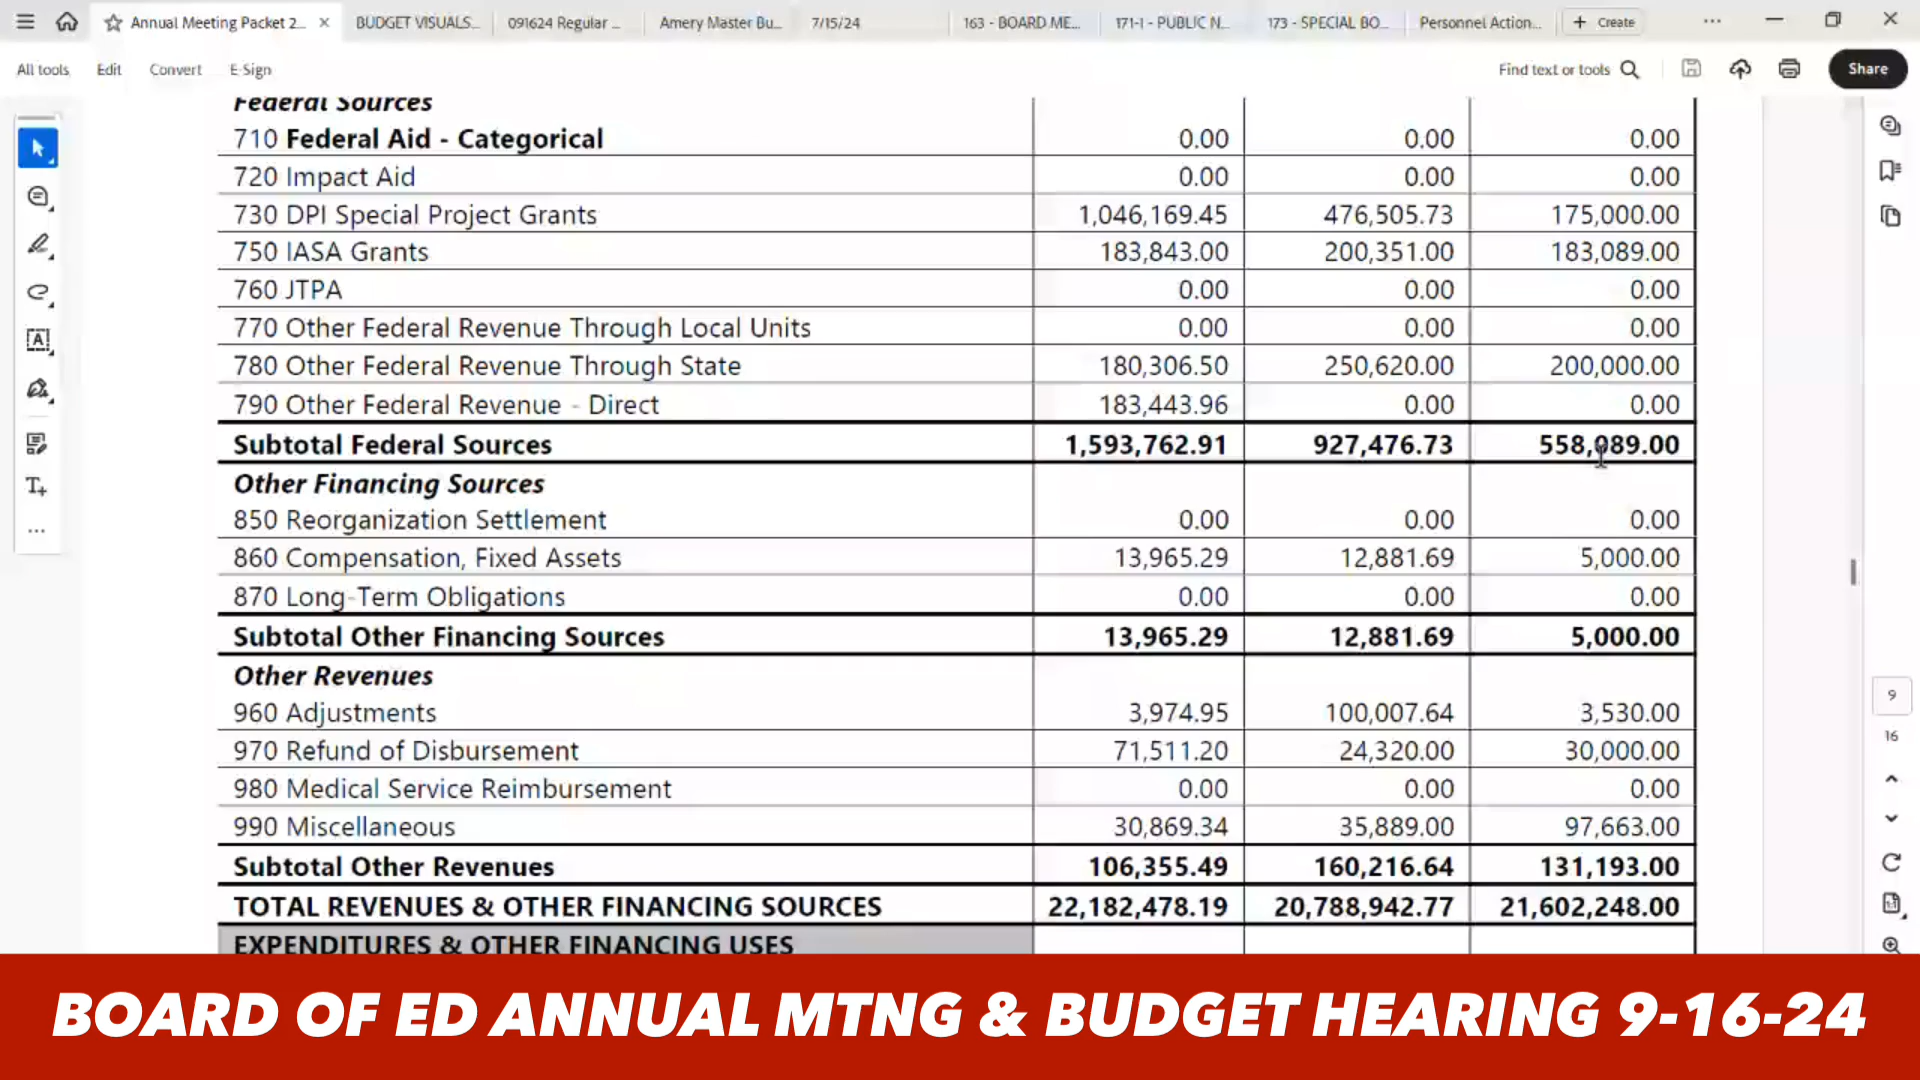 Annual Meeting Packet 2...
BUDGET VISUALS...
091624 Regular ...
Amery Master Bu...
7/15/24
163 - BOARD ME...
171-I - PUBLIC N...
173 - SPECIAL BO...
Personnel Action...
Create
All tools
Edit
Convert
E-Sign
Find text or tools
Share
Federal Sources
710 Federal Aid - Categorical 0.00 0.00 0.00
720 Impact Aid 0.00 0.00 0.00
730 DPI Special Project Grants 1,046,169.45 476,505.73 175,000.00
750 IASA Grants 183,843.00 200,351.00 183,089.00
760 JTPA 0.00 0.00 0.00
770 Other Federal Revenue Through Local Units 0.00 0.00 0.00
780 Other Federal Revenue Through State 180,306.50 250,620.00 200,000.00
790 Other Federal Revenue - Direct 183,443.96 0.00 0.00
Subtotal Federal Sources 1,593,762.91 927,476.73 558,089.00
Other Financing Sources
850 Reorganization Settlement 0.00 0.00 0.00
860 Compensation, Fixed Assets 13,965.29 12,881.69 5,000.00
870 Long-Term Obligations 0.00 0.00 0.00
Subtotal Other Financing Sources 13,965.29 12,881.69 5,000.00
Other Revenues
960 Adjustments 3,974.95 100,007.64 3,530.00
970 Refund of Disbursement 71,511.20 24,320.00 30,000.00
980 Medical Service Reimbursement 0.00 0.00 0.00
990 Miscellaneous 30,869.34 35,889.00 97,663.00
Subtotal Other Revenues 106,355.49 160,216.64 131,193.00
TOTAL REVENUES & OTHER FINANCING SOURCES 22,182,478.19 20,788,942.77 21,602,248.00
EXPENDITURES & OTHER FINANCING USES
9
16
BOARD OF ED ANNUAL MTNG & BUDGET HEARING 9-16-24